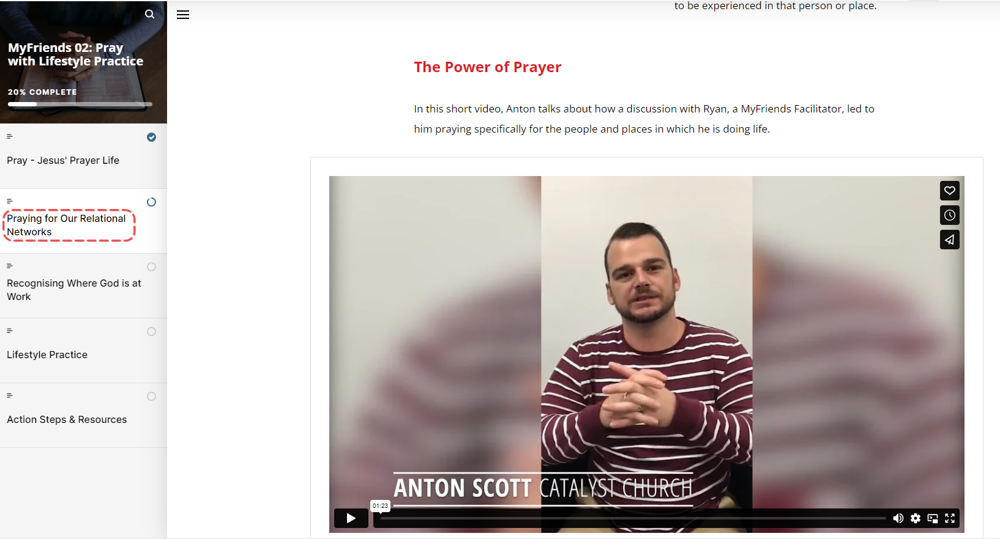 MyFriends 02: Pray
with Lifestyle Practice
20% COMPLETE
Pray - Jesus' Prayer Life
Praying for Our Relational
Networks
Recognising Where God is at
Work
Lifestyle Practice
Action Steps & Resources
to be experienced in that person or place.
The Power of Prayer
In this short video, Anton talks about how a discussion with Ryan, a MyFriends Facilitator, led to
him praying specifically for the people and places in which he is doing life.
ANTON SCOTT CATALYST CHURCH
01:23